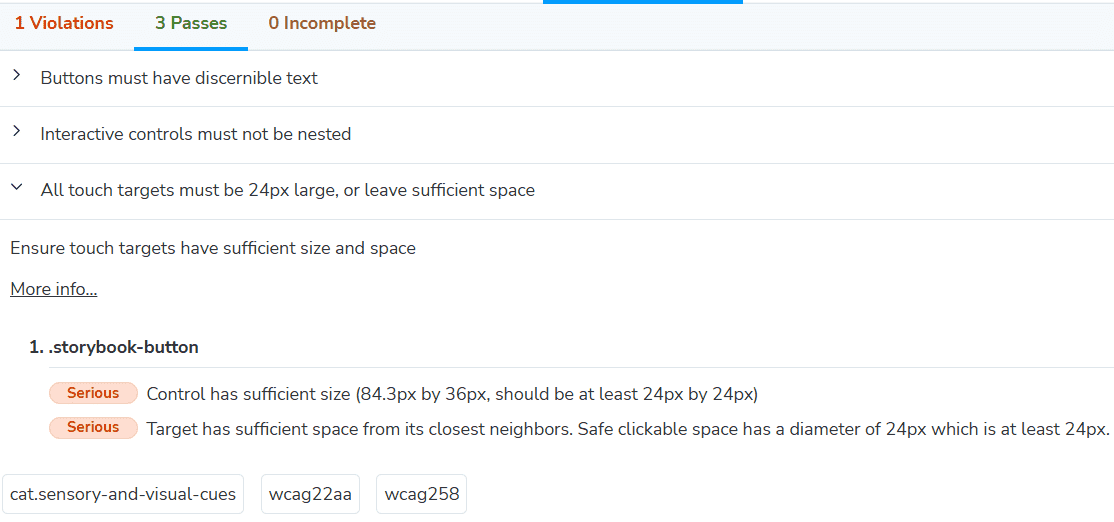 1 Violations 3 Passes 0 Incomplete
Buttons must have discernible text
Interactive controls must not be nested
All touch targets must be 24px large, or leave sufficient space
Ensure touch targets have sufficient size and space
More info...
1. .storybook-button
Serious Control has sufficient size (84.3px by 36px, should be at least 24px by 24px)
Serious Target has sufficient space from its closest neighbors. Safe clickable space has a diameter of 24px which is at least 24px.
cat.sensory-and-visual-cues wcag22aa wcag258